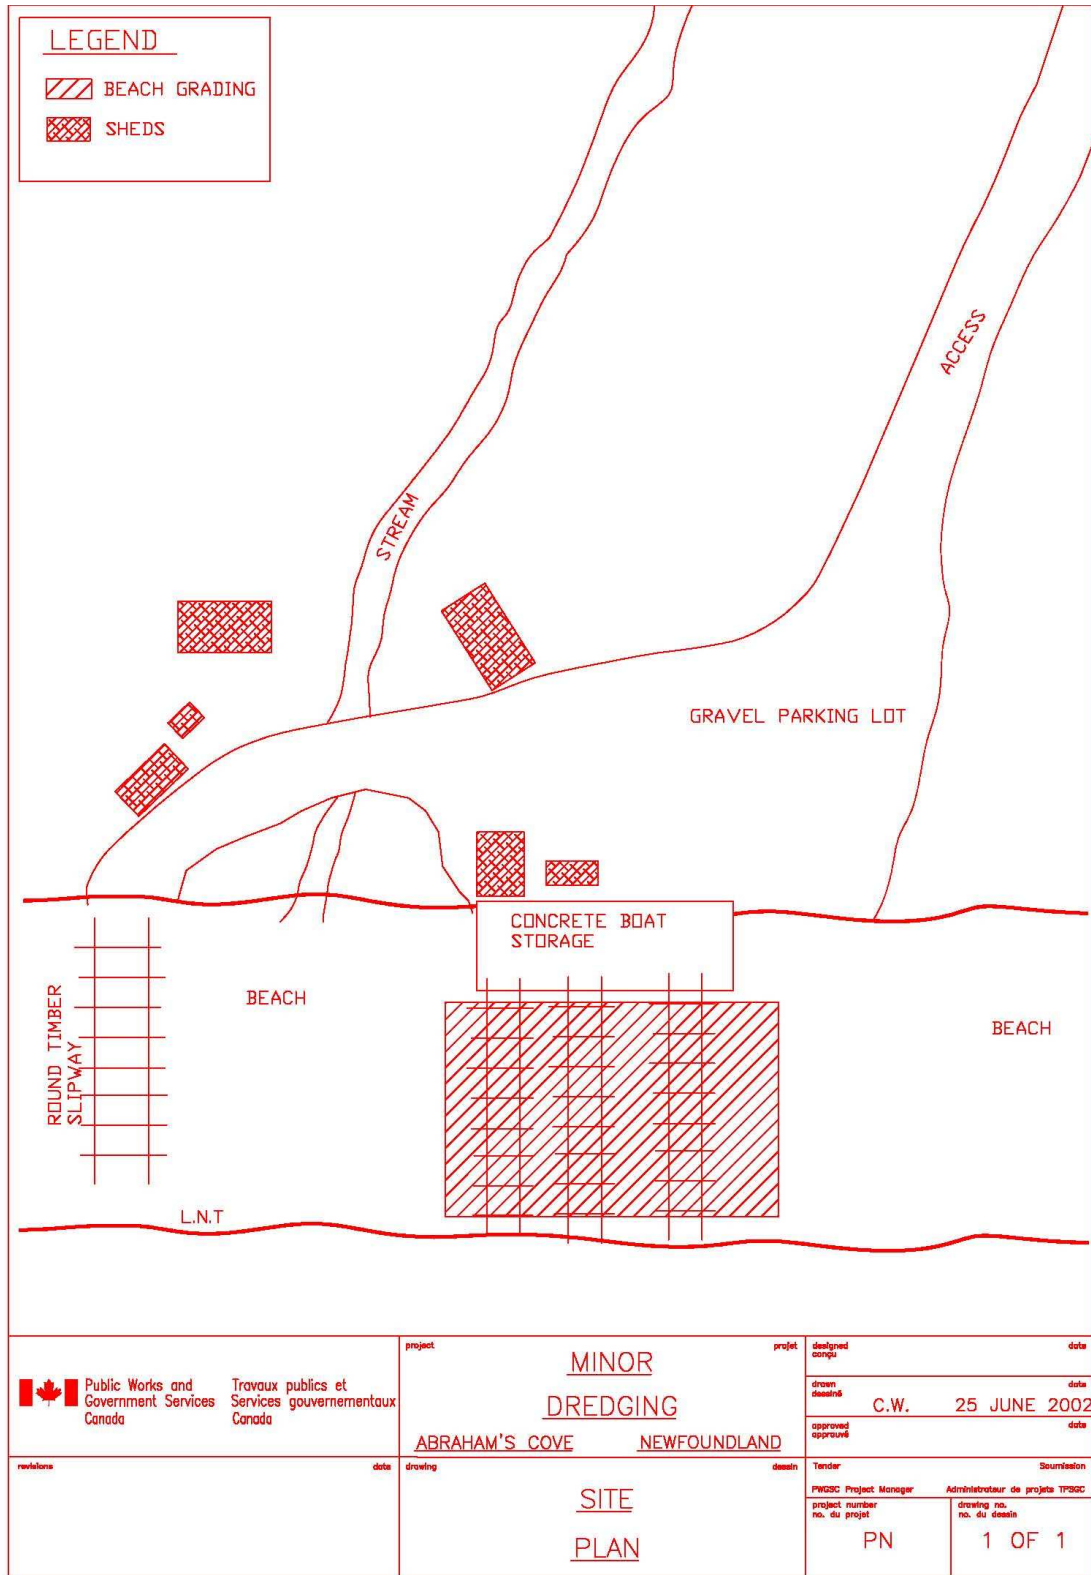 LEGEND
BEACH GRADING
SHEDS
ACCESS
STREAM
GRAVEL PARKING LOT
CONCRETE BOAT
STORAGE
BEACH
BEACH
ROUND TIMBER
SLIPWAY
L.N.T
Public Works and
Government Services
Canada
Travaux publics et
Services gouvernementaux
Canada
revisions date
project projet
MINOR
DREDGING
ABRAHAM'S COVE NEWFOUNDLAND
drawing dessin
SITE
PLAN
designed date
conçu
drawn date
dessiné
C.W. 25 JUNE 2002
approved date
approuvé
Tender Soumission
PWGSC Project Manager Administrateur de projets TPSGC
project number
no. du projet
PN
drawing no.
no. du dessin
1 OF 1